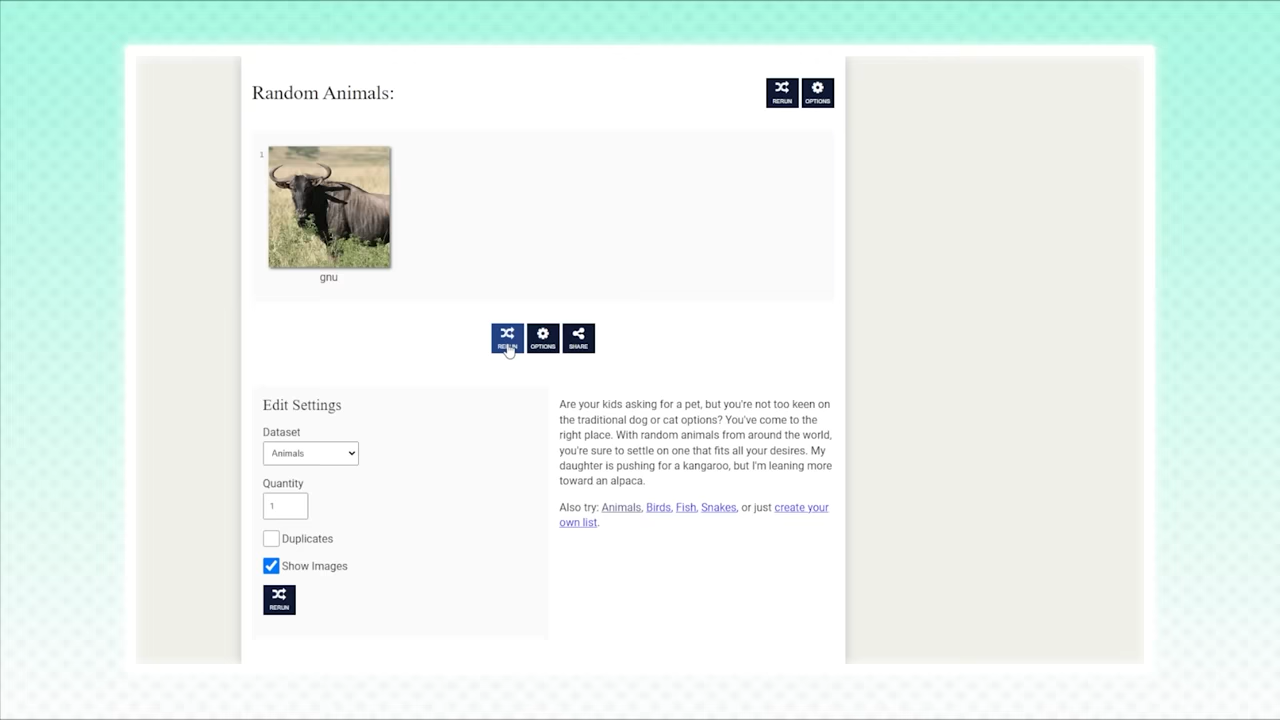 Random Animals:
RERUN OPTIONS
1
gnu
RERUN OPTIONS SHARE
Edit Settings
Dataset
Animals
Quantity
1
Duplicates
Show Images
RERUN
Are your kids asking for a pet, but you're not too keen on
the traditional dog or cat options? You've come to the
right place. With random animals from around the world,
you're sure to settle on one that fits all your desires. My
daughter is pushing for a kangaroo, but I'm leaning more
toward an alpaca.
Also try: Animals, Birds, Fish, Snakes, or just create your
own list.